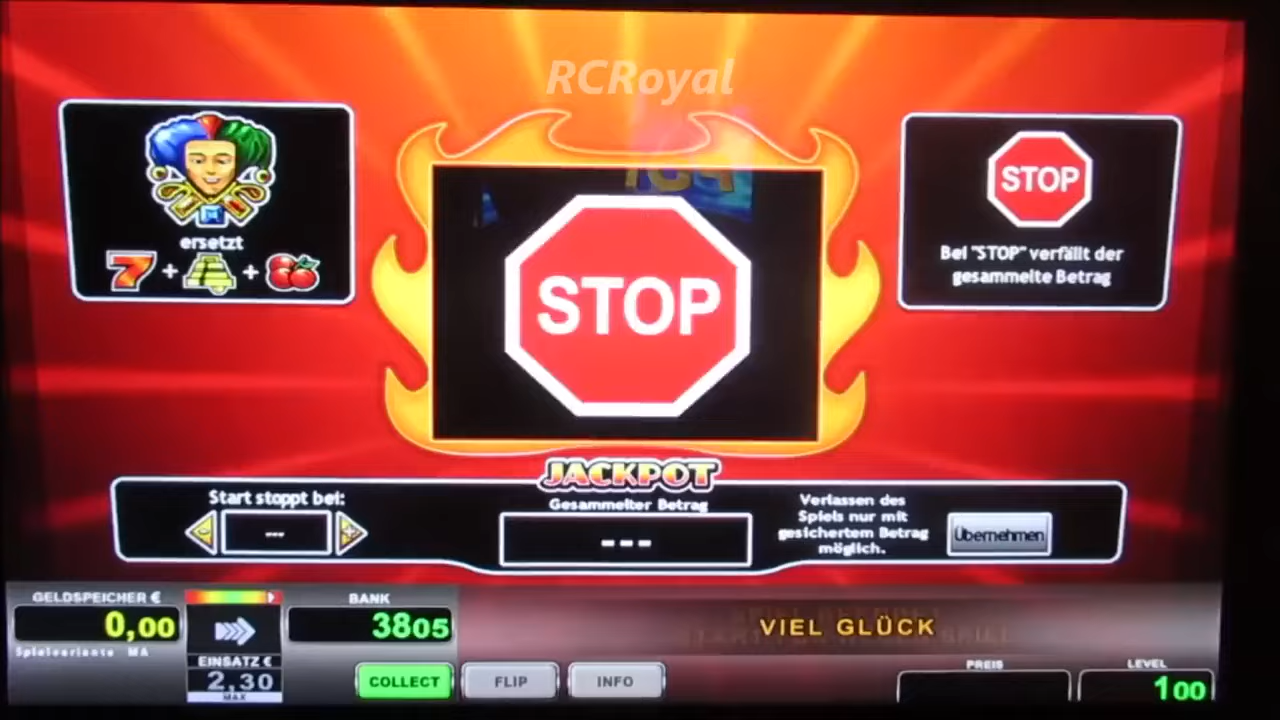 RCRoyal
ersetzt
7 + +
STOP
Bei "STOP" verfällt der
gesammelte Betrag
STOP
JACKPOT
Start stoppt bei:
---
Gesammelter Betrag
---
Verlassen des
Spiels nur mit
gesichertem Betrag
möglich.
Übernehmen
GELDSPEICHER €
0,00
Spielvariante MA
EINSATZ €
2,30
MAX
BANK
3805
VIEL GLÜCK
COLLECT
FLIP
INFO
PREIS
LEVEL
100